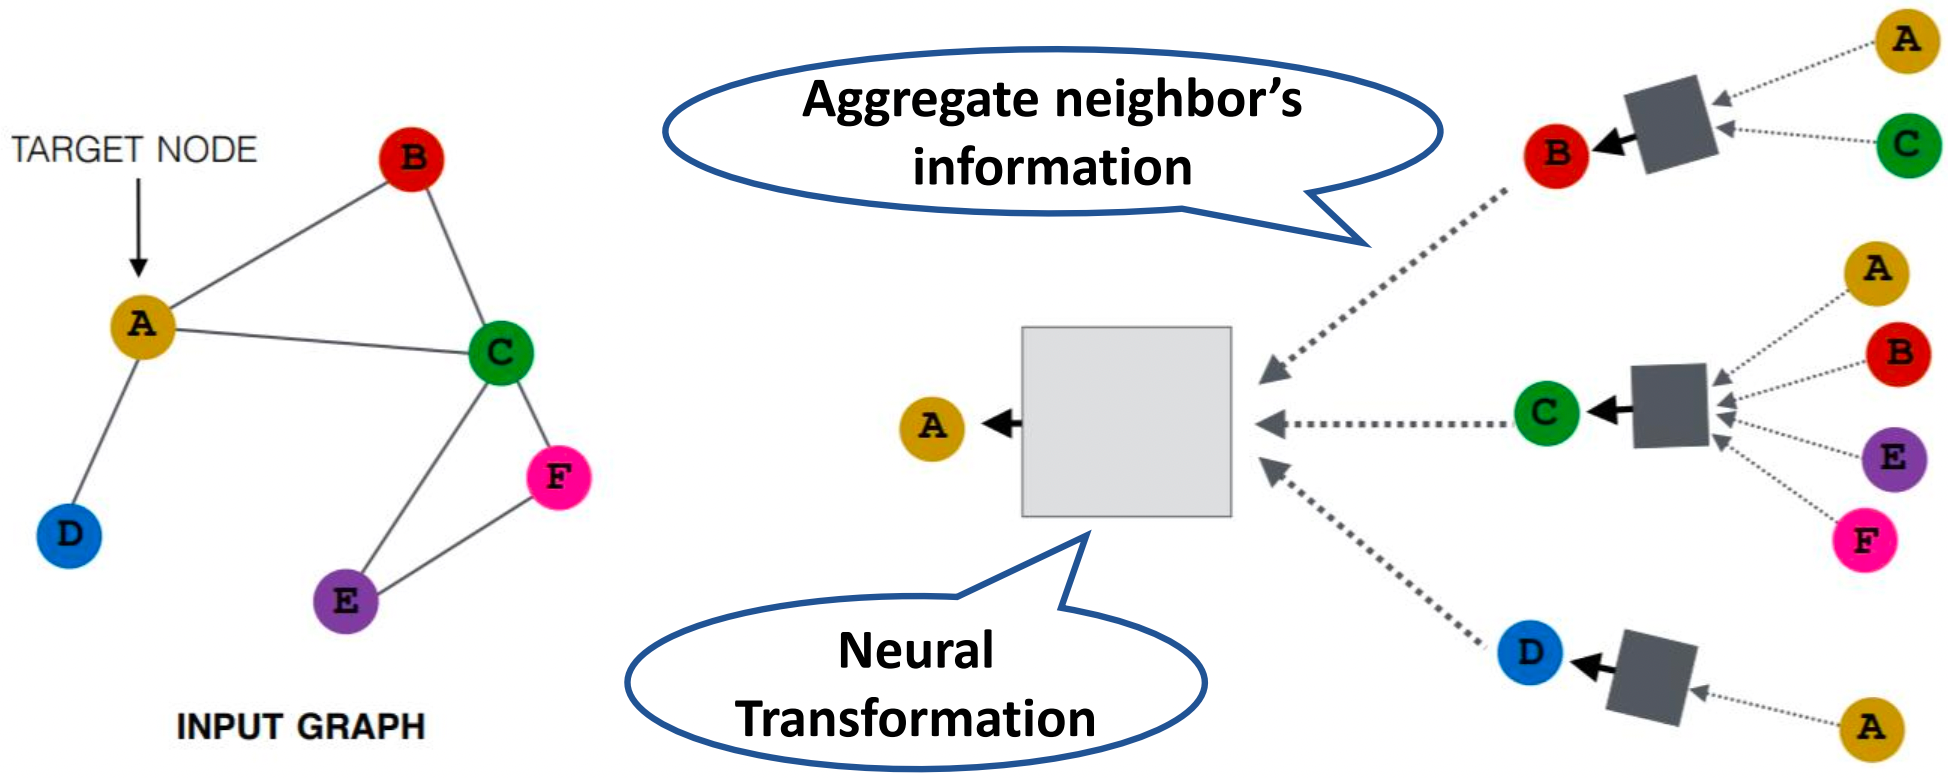 TARGET NODE
B
A
C
F
D
E
INPUT GRAPH
Aggregate neighbor’s
information
A
Neural
Transformation
B
A
C
C
A
B
E
F
D
A